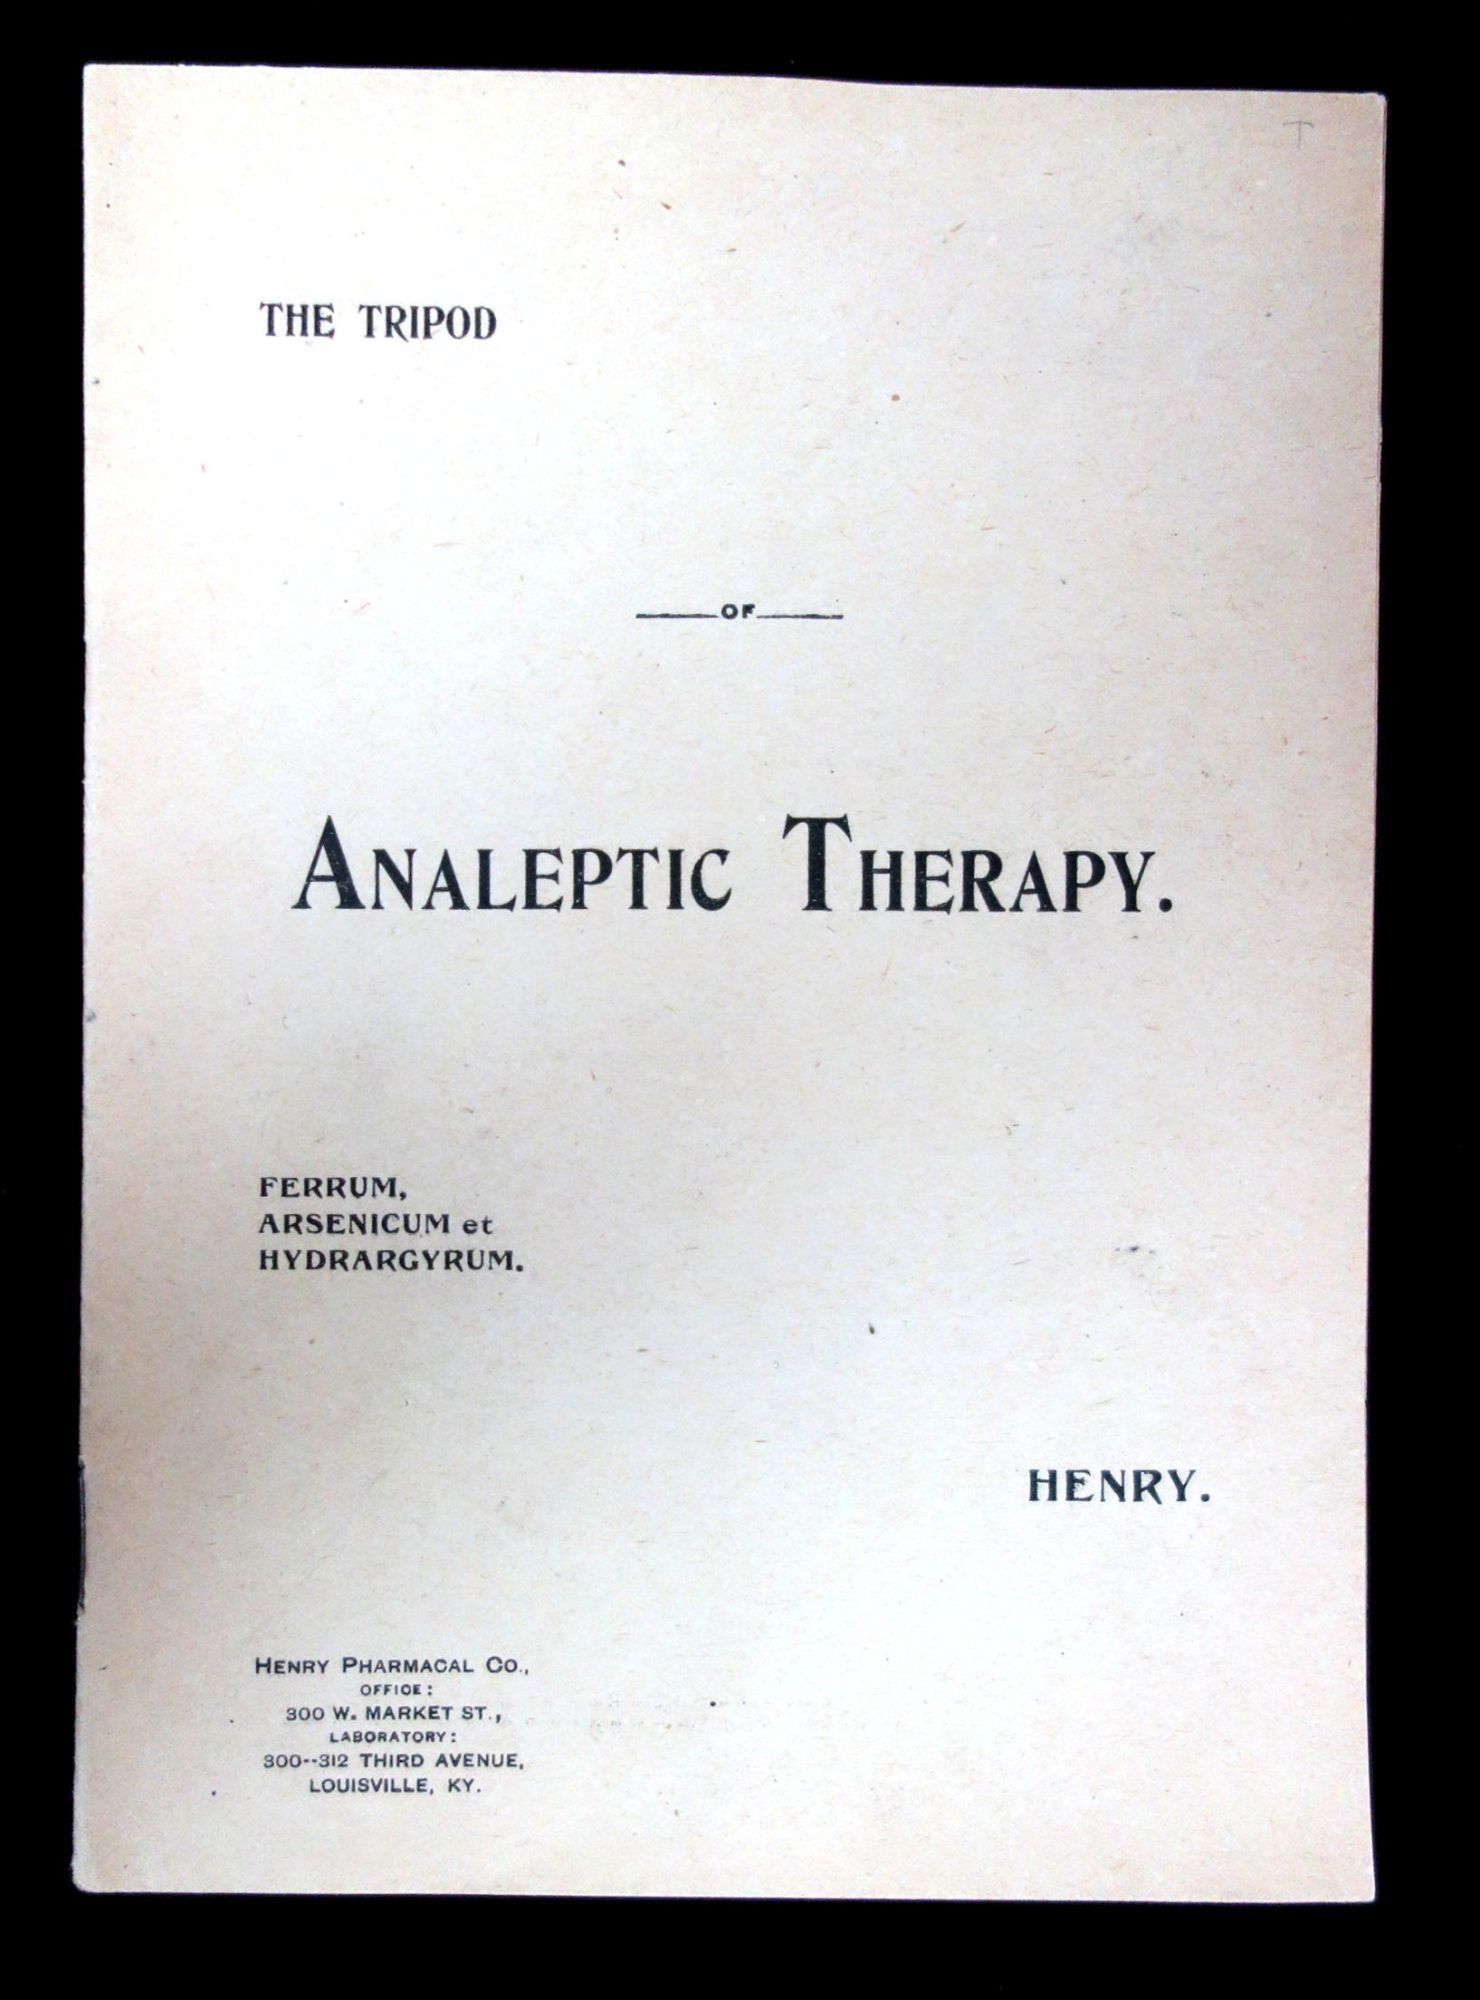 T
THE TRIPOD
OF
ANALEPTIC THERAPY.
FERRUM,
ARSENICUM et
HYDRARGYRUM.
HENRY.
HENRY PHARMACAL CO.,
OFFICE:
300 W. MARKET ST.,
LABORATORY:
300--312 THIRD AVENUE,
LOUISVILLE, KY.